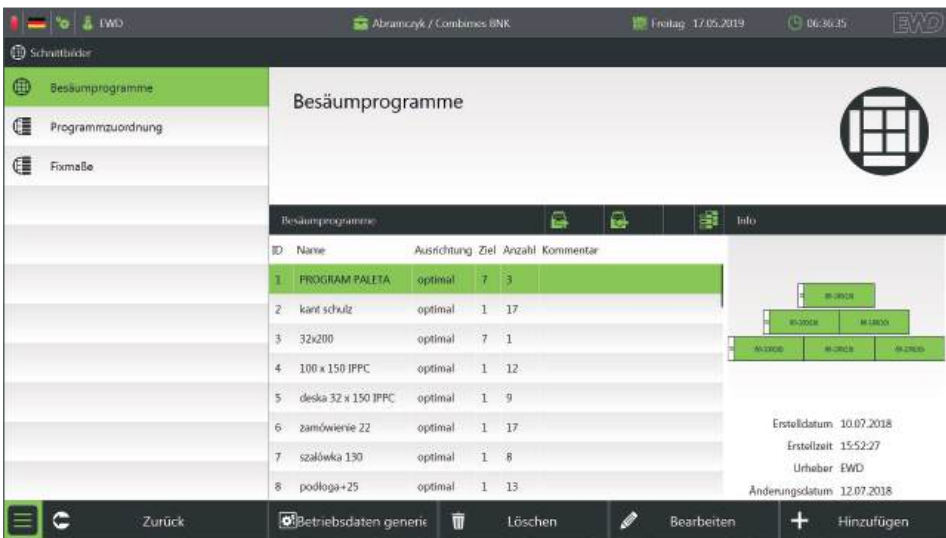 EWD
Abramczyk / Combimes BNK
Freitag 17.05.2019
06:36:35
EWD
Schnittbilder
Besäumprogramme
Programmzuordnung
Fixmaße
Besäumprogramme
Besäumprogramme
Info
ID Name Ausrichtung Ziel Anzahl Kommentar
1 PROGRAM PALETA optimal 7 3
2 kant schulz optimal 1 17
3 32x200 optimal 7 1
4 100 x 150 IPPC optimal 1 12
5 deska 32 x 150 IPPC optimal 1 9
6 zamówienie 22 optimal 1 17
7 szalówka 130 optimal 1 8
8 podłoga+25 optimal 1 13
Erstelldatum 10.07.2018
Erstellzeit 15:52:27
Urheber EWD
Änderungsdatum 12.07.2018
Zurück
Betriebsdaten generie
Löschen
Bearbeiten
Hinzufügen